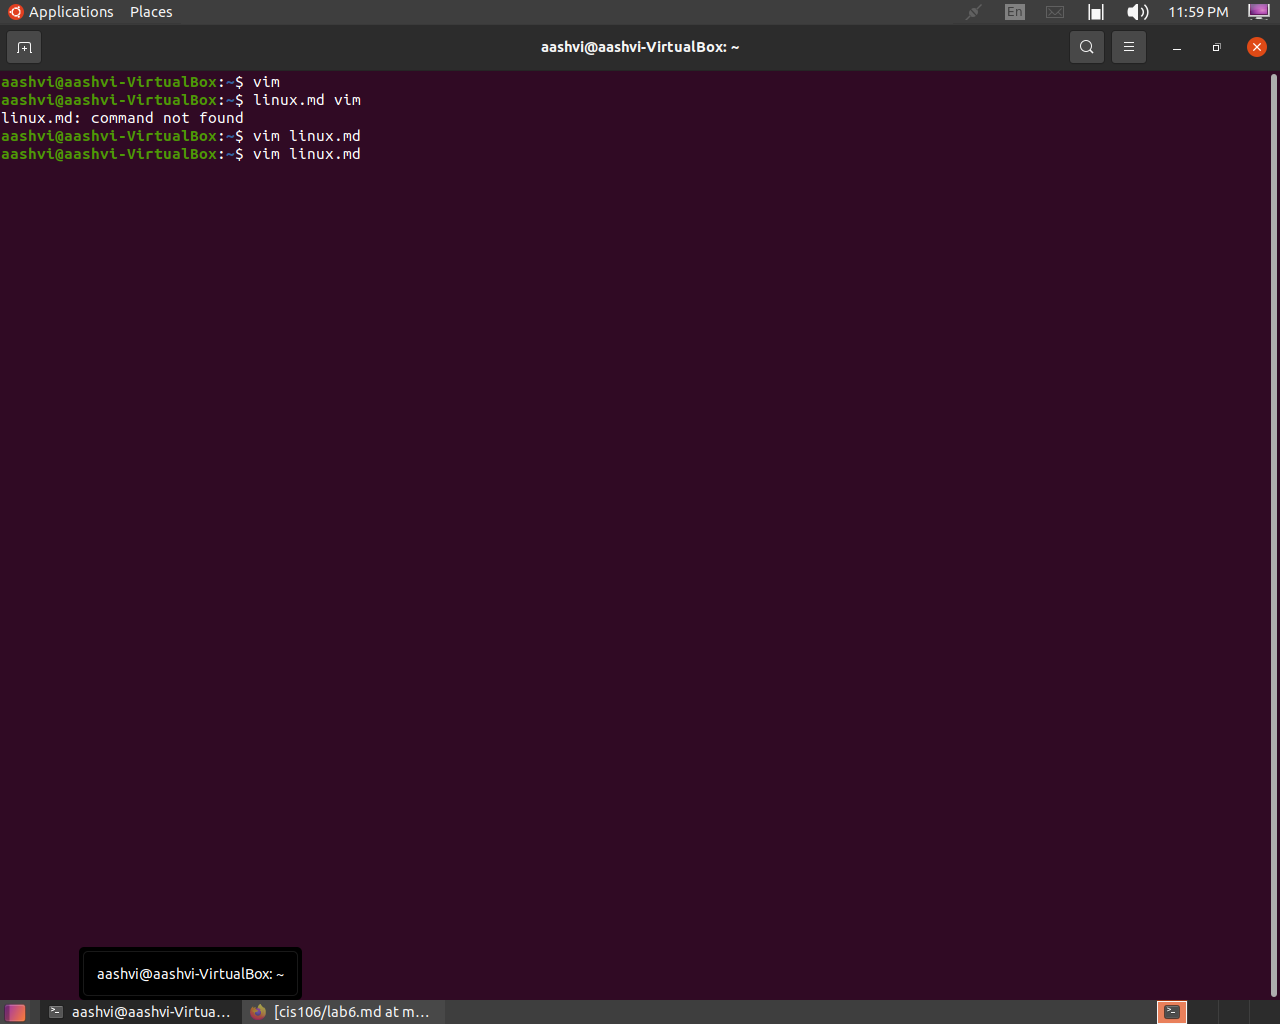 Applications Places En 11:59 PM
aashvi@aashvi-VirtualBox: ~
aashvi@aashvi-VirtualBox:~$ vim
aashvi@aashvi-VirtualBox:~$ linux.md vim
linux.md: command not found
aashvi@aashvi-VirtualBox:~$ vim linux.md
aashvi@aashvi-VirtualBox:~$ vim linux.md
aashvi@aashvi-VirtualBox: ~
aashvi@aashvi-Virtua... [cis106/lab6.md at m...